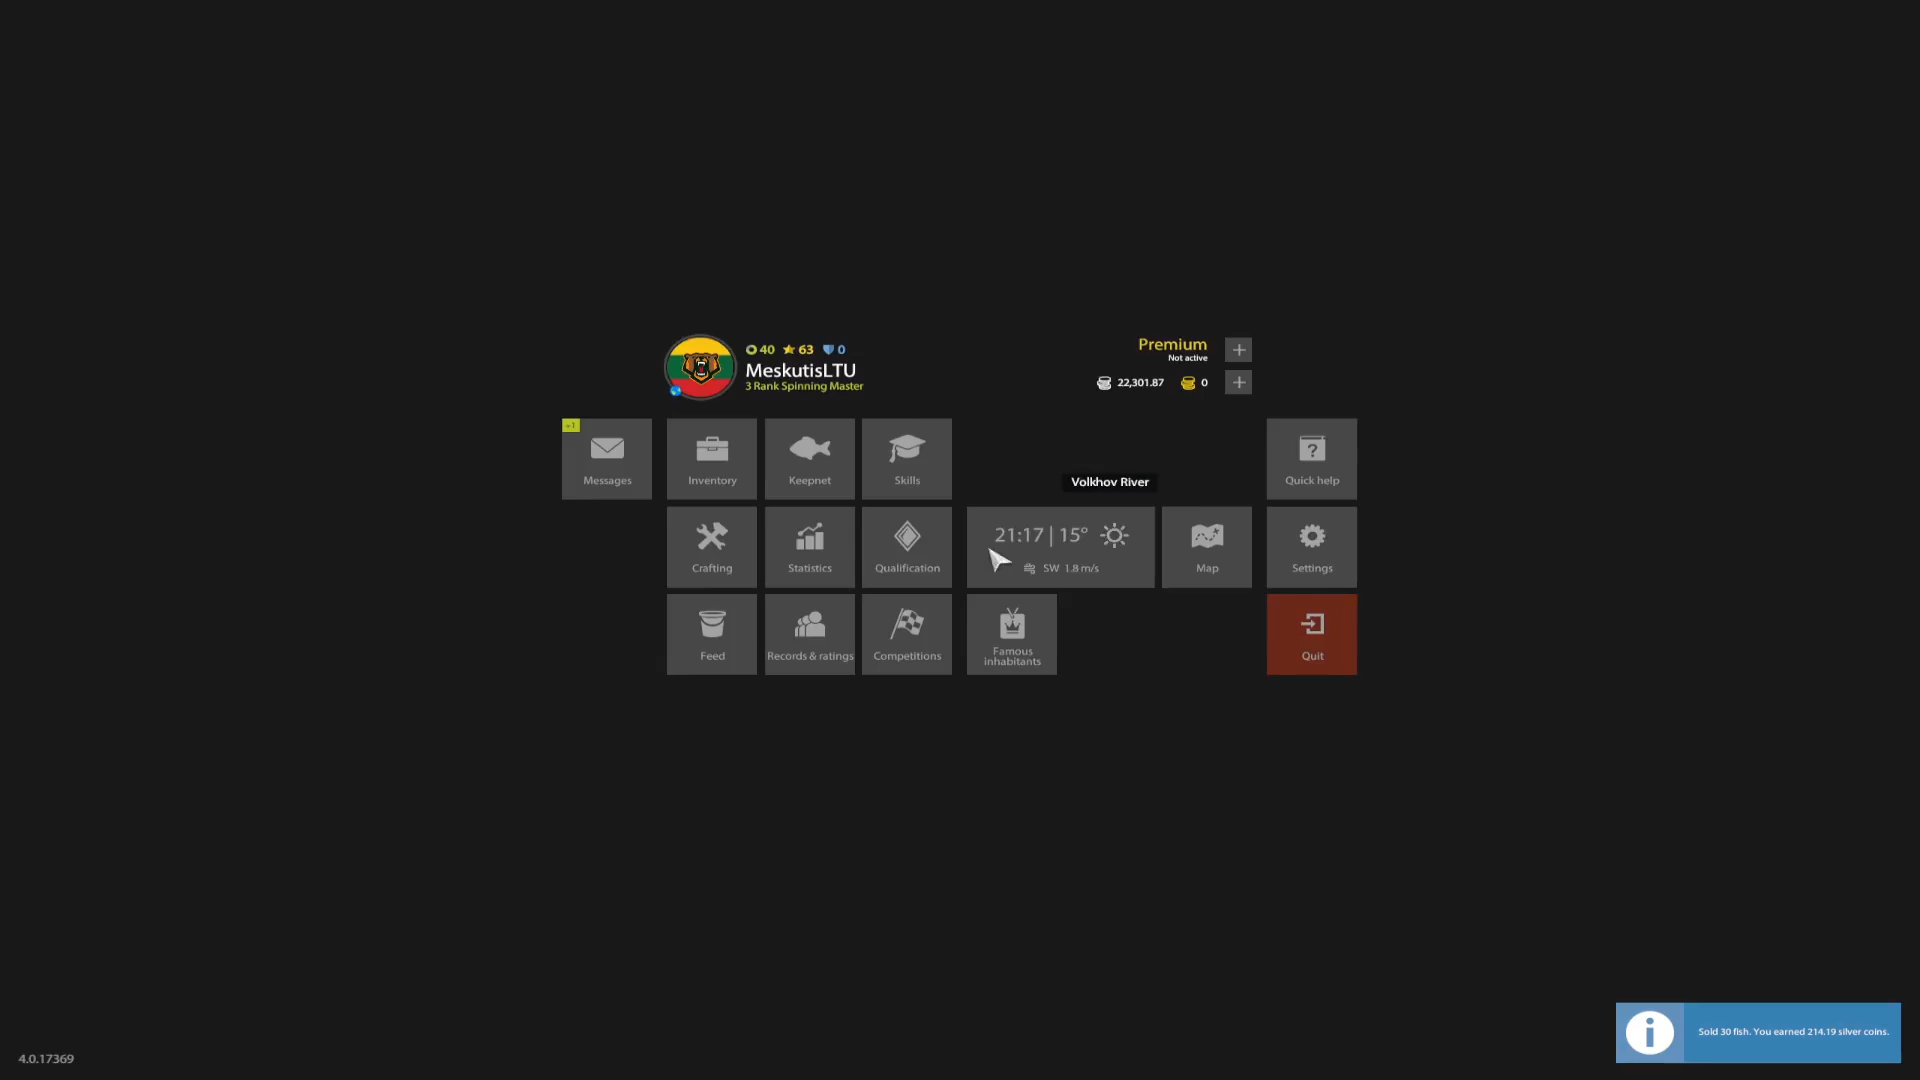 40 63 0
MeskutisLTU
3 Rank Spinning Master
Premium
Not active
22,301.87 0
+1
Messages
Inventory
Keepnet
Skills
Volkhov River
Quick help
Crafting
Statistics
Qualification
21:17 | 15°
SW 1.8 m/s
Map
Settings
Feed
Records & ratings
Competitions
Famous
inhabitants
Quit
Sold 30 fish. You earned 214.19 silver coins.
4.0.17369